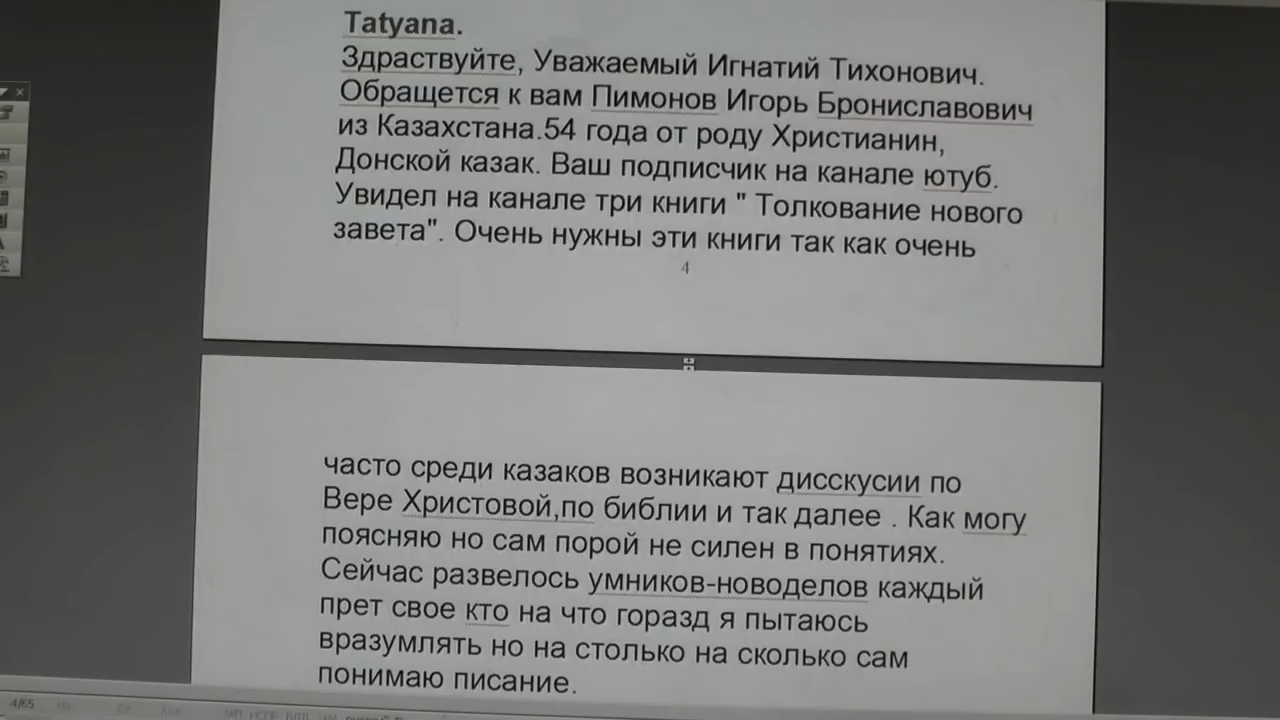 Tatyana.
Здраствуйте, Уважаемый Игнатий Тихонович.
Обращется к вам Пимонов Игорь Брониславович
из Казахстана.54 года от роду Христианин,
Донской казак. Ваш подписчик на канале ютуб.
Увидел на канале три книги " Толкование нового
завета". Очень нужны эти книги так как очень
4
часто среди казаков возникают дисскусии по
Вере Христовой,по библии и так далее . Как могу
поясняю но сам порой не силен в понятиях.
Сейчас развелось умников-новоделов каждый
прет свое кто на что горазд я пытаюсь
вразумлять но на столько на сколько сам
понимаю писание.
4/65